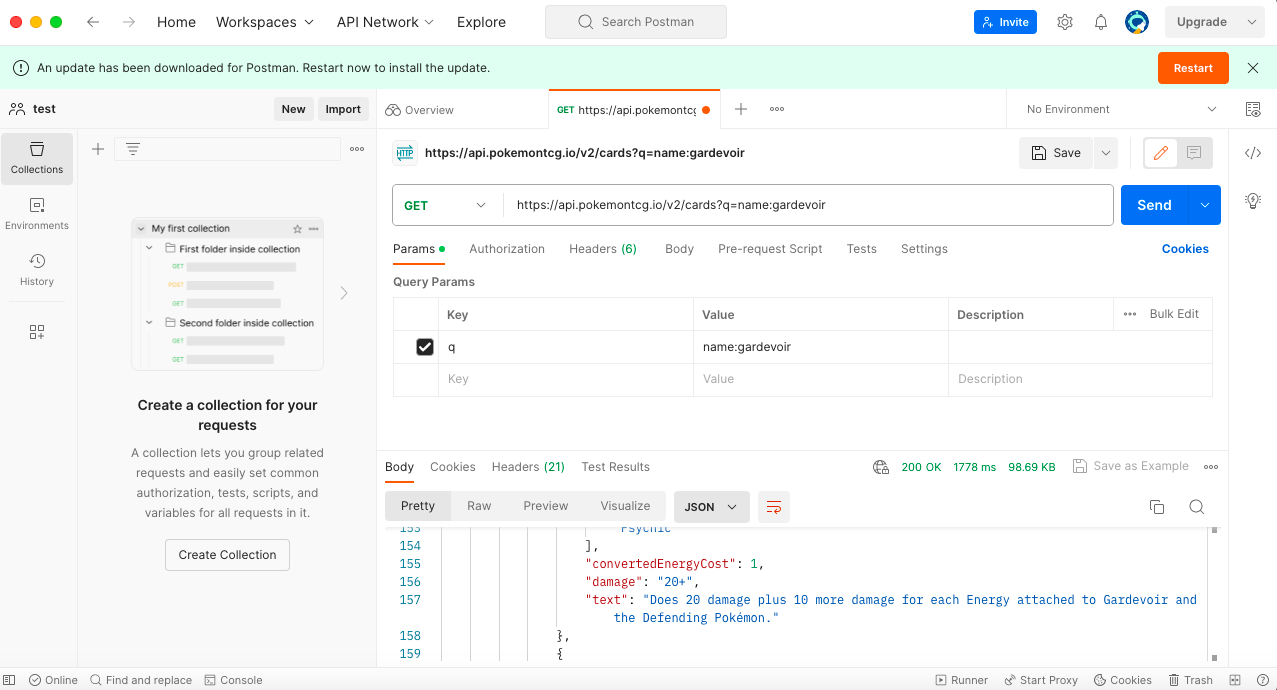 Home Workspaces API Network Explore Search Postman Invite Upgrade
An update has been downloaded for Postman. Restart now to install the update. Restart
test New Import
Overview GET https://api.pokemontcg No Environment
Collections
Environments
History
My first collection
First folder inside collection
GET
POST
GET
Second folder inside collection
GET
GET
Create a collection for your
requests
A collection lets you group related
requests and easily set common
authorization, tests, scripts, and
variables for all requests in it.
Create Collection
HTTP https://api.pokemontcg.io/v2/cards?q=name:gardevoir Save
GET https://api.pokemontcg.io/v2/cards?q=name:gardevoir Send
Params Authorization Headers (6) Body Pre-request Script Tests Settings Cookies
Query Params
Key Value Description Bulk Edit
q name:gardevoir
Key Value Description
Body Cookies Headers (21) Test Results 200 OK 1778 ms 98.69 KB Save as Example
Pretty Raw Preview Visualize JSON
153 Psychic
154 ],
155 "convertedEnergyCost": 1,
156 "damage": "20+",
157 "text": "Does 20 damage plus 10 more damage for each Energy attached to Gardevoir and
the Defending Pokémon."
158 },
159 {
Online Find and replace Console Runner Start Proxy Cookies Trash